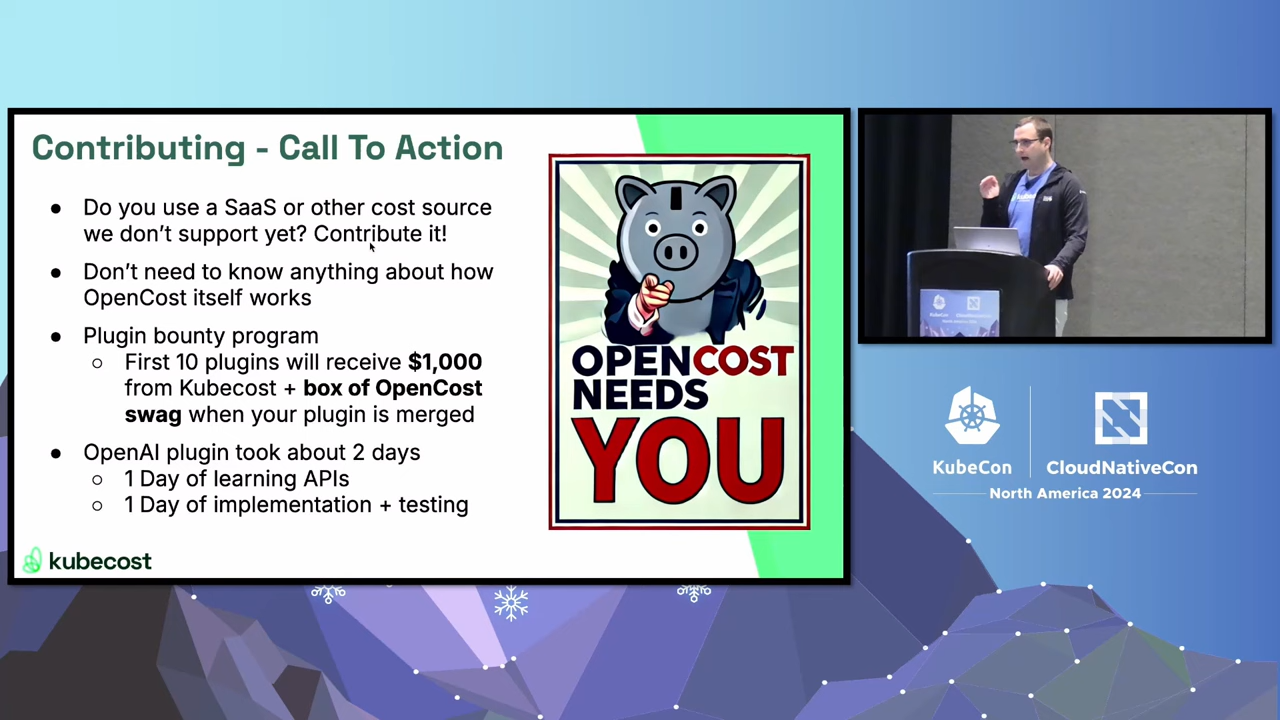 Contributing - Call To Action
● Do you use a SaaS or other cost source
we don't support yet? Contribute it!
● Don't need to know anything about how
OpenCost itself works
● Plugin bounty program
○ First 10 plugins will receive $1,000
from Kubecost + box of OpenCost
swag when your plugin is merged
● OpenAI plugin took about 2 days
○ 1 Day of learning APIs
○ 1 Day of implementation + testing
kubecost
OPENCOST
NEEDS
YOU
KubeCon
CloudNativeCon
North America 2024